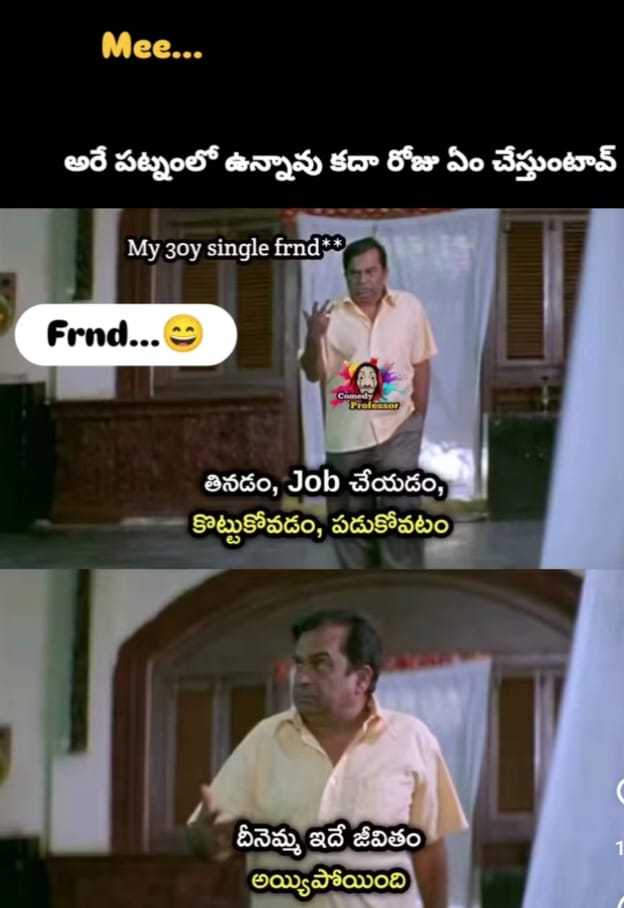 Mee...
అరే పట్నంలో ఉన్నావు కదా రోజు ఏం చేస్తుంటావ్
My 30y single frnd**
Frnd...😄
Comedy
Professor
తినడం, Job చేయడం,
కొట్టుకోవడం, పడుకోవటం
దీనెమ్మ ఇదే జీవితం
అయ్యిపోయింది